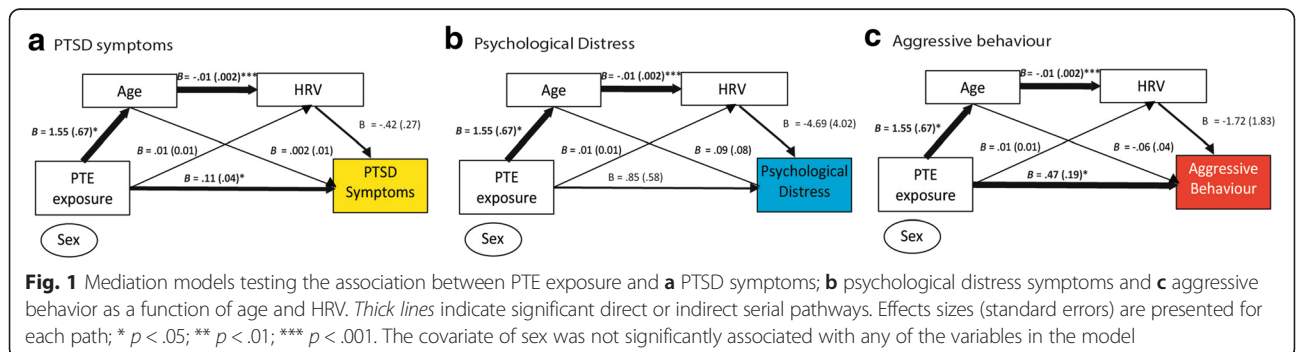 a PTSD symptoms
B = -.01 (.002)***
Age
HRV
B = 1.55 (.67)*
B = -.42 (.27)
B = .01 (0.01)
B = .002 (.01)
PTE exposure
B = .11 (.04)*
PTSD Symptoms
Sex
b Psychological Distress
B = -.01 (.002)***
Age
HRV
B = 1.55 (.67)*
B = -4.69 (4.02)
B = .01 (0.01)
B = .09 (.08)
PTE exposure
B = .85 (.58)
Psychological Distress
Sex
c Aggressive behaviour
B = -.01 (.002)***
Age
HRV
B = 1.55 (.67)*
B = -1.72 (1.83)
B = .01 (0.01)
B = -.06 (.04)
PTE exposure
B = .47 (.19)*
Aggressive Behaviour
Sex
Fig. 1 Mediation models testing the association between PTE exposure and a PTSD symptoms; b psychological distress symptoms and c aggressive
behavior as a function of age and HRV. Thick lines indicate significant direct or indirect serial pathways. Effects sizes (standard errors) are presented for
each path; * p < .05; ** p < .01; *** p < .001. The covariate of sex was not significantly associated with any of the variables in the model